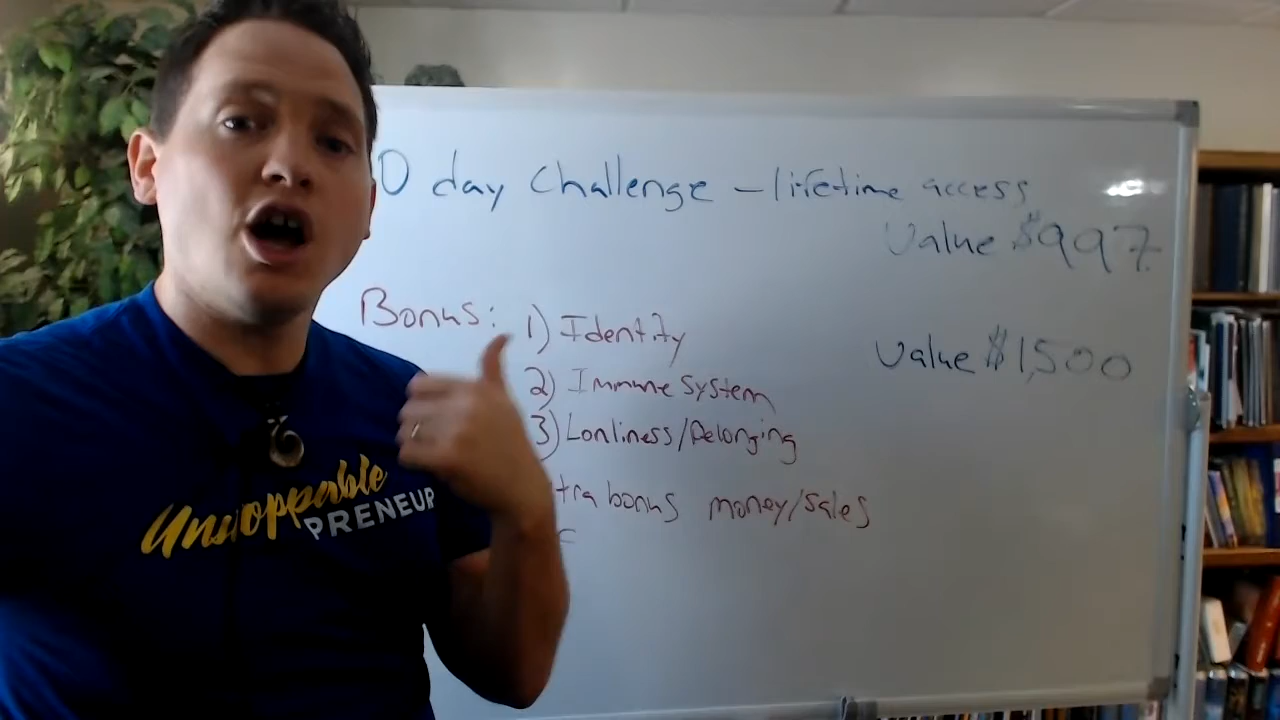 0 day Challenge – lifetime access
Value $997
Bonus: 1) Identity
Value $1,500
2) Immune System
3) Lonliness/Belonging
tra bonus money/sales
Unstoppable
PRENEUR